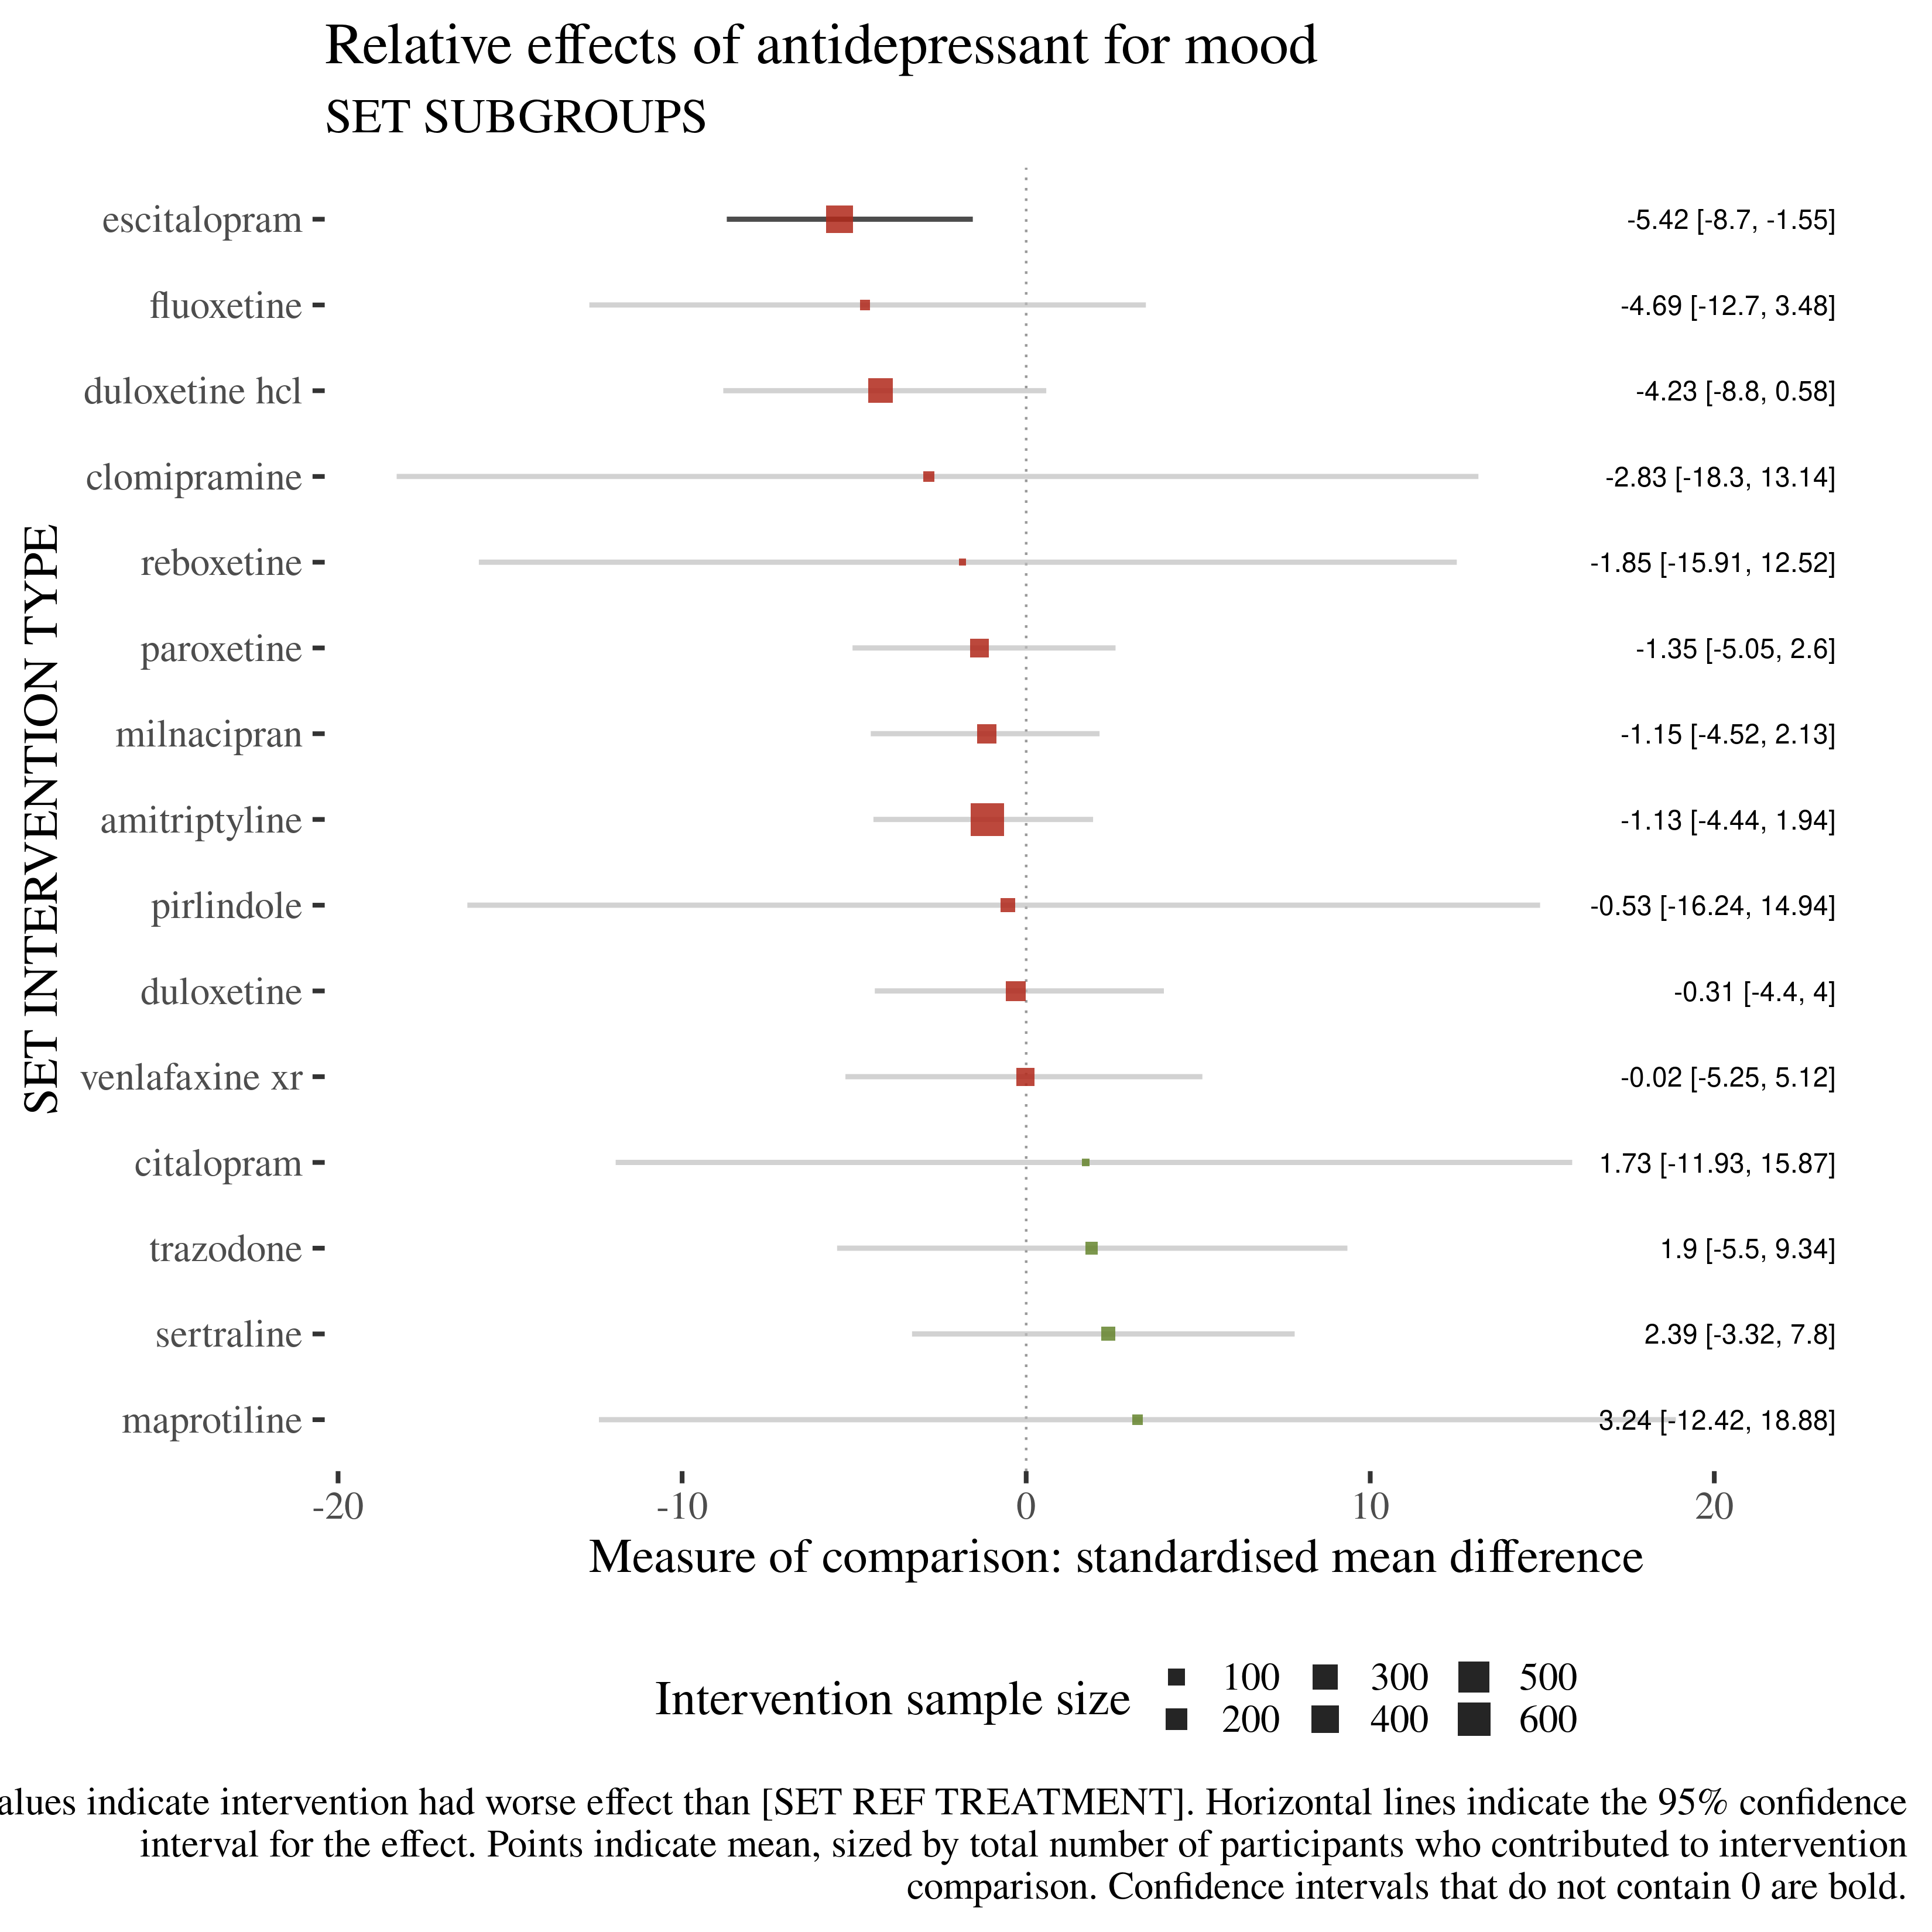 Relative effects of antidepressant for mood
SET SUBGROUPS
SET INTERVENTION TYPE
escitalopram -5.42 [-8.7, -1.55]
fluoxetine -4.69 [-12.7, 3.48]
duloxetine hcl -4.23 [-8.8, 0.58]
clomipramine -2.83 [-18.3, 13.14]
reboxetine -1.85 [-15.91, 12.52]
paroxetine -1.35 [-5.05, 2.6]
milnacipran -1.15 [-4.52, 2.13]
amitriptyline -1.13 [-4.44, 1.94]
pirlindole -0.53 [-16.24, 14.94]
duloxetine -0.31 [-4.4, 4]
venlafaxine xr -0.02 [-5.25, 5.12]
citalopram 1.73 [-11.93, 15.87]
trazodone 1.9 [-5.5, 9.34]
sertraline 2.39 [-3.32, 7.8]
maprotiline 3.24 [-12.42, 18.88]
-20 -10 0 10 20
Measure of comparison: standardised mean difference
Intervention sample size
100 300 500
200 400 600
alues indicate intervention had worse effect than [SET REF TREATMENT]. Horizontal lines indicate the 95% confidence
interval for the effect. Points indicate mean, sized by total number of participants who contributed to intervention
comparison. Confidence intervals that do not contain 0 are bold.